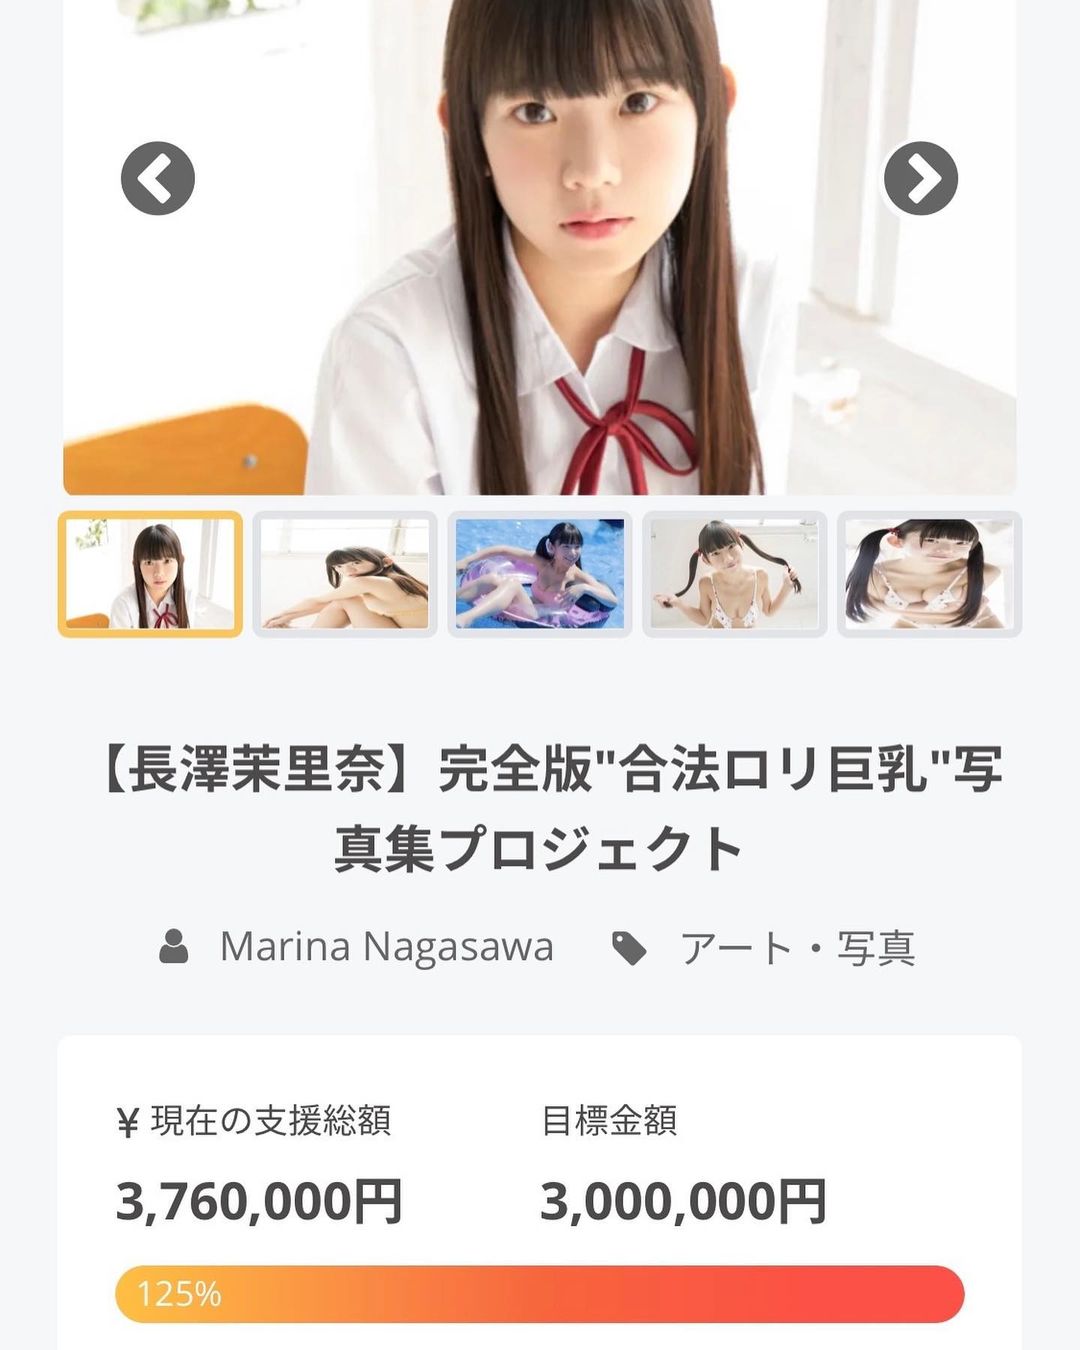 【長澤茉里奈】完全版"合法ロリ巨乳"写
真集プロジェクト
Marina Nagasawa アート・写真
¥ 現在の支援総額 目標金額
3,760,000円 3,000,000円
125%